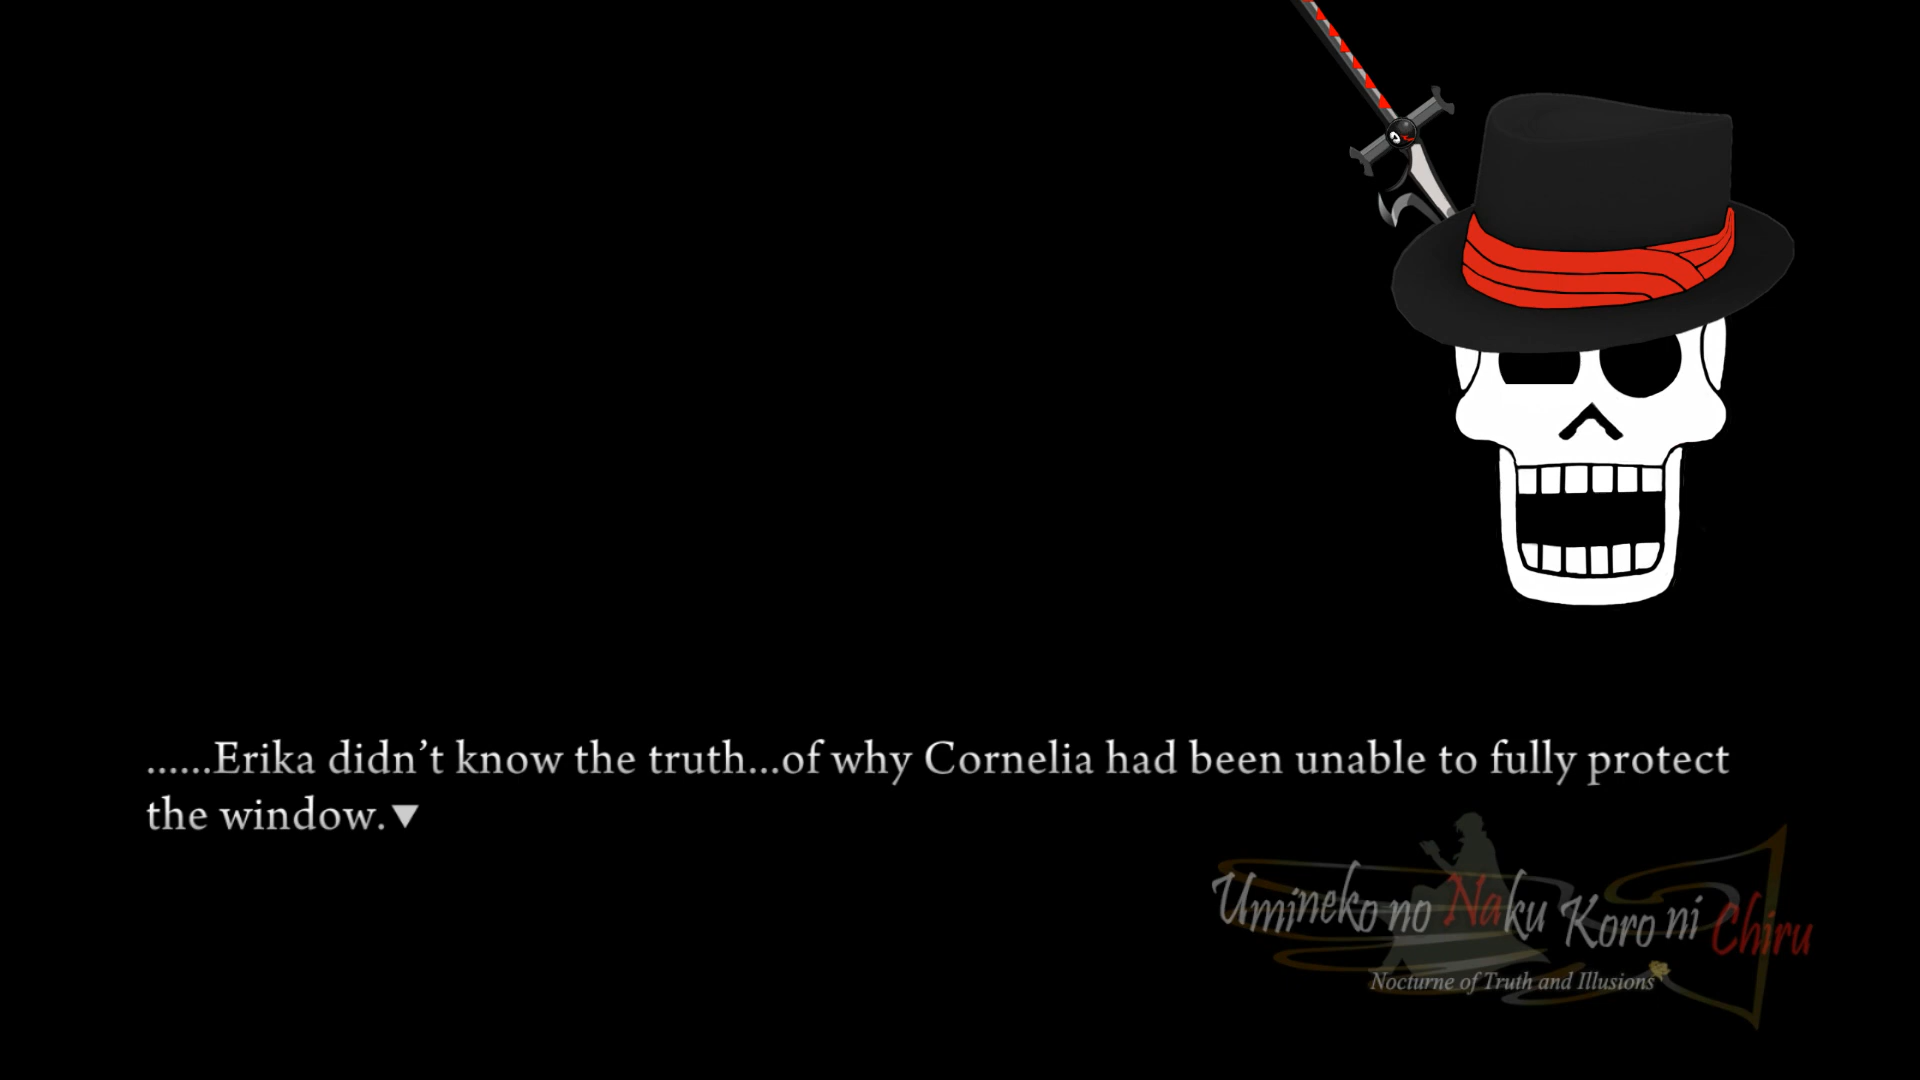 ......Erika didn't know the truth...of why Cornelia had been unable to fully protect
the window.▼
Umineko no Naku Koro ni Chiru
Nocturne of Truth and Illusions